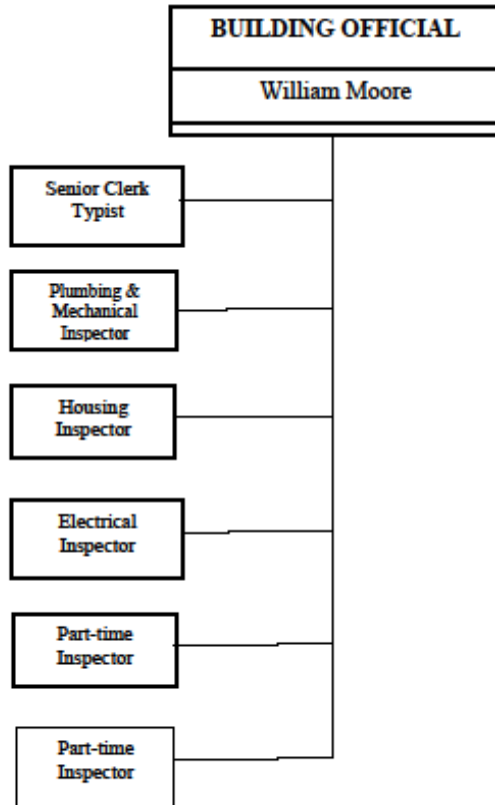 BUILDING OFFICIAL
William Moore
Senior Clerk
Typist
Plumbing &
Mechanical
Inspector
Housing
Inspector
Electrical
Inspector
Part-time
Inspector
Part-time
Inspector